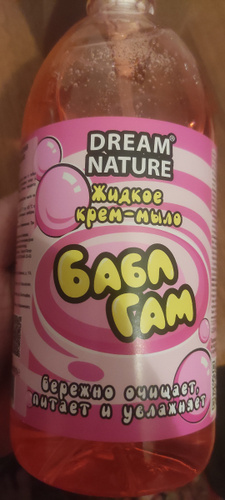 DREAM®
NATURE
Жидкое
крем-мыло
Бабл
Гам
бережно очищает,
питает и увлажняет